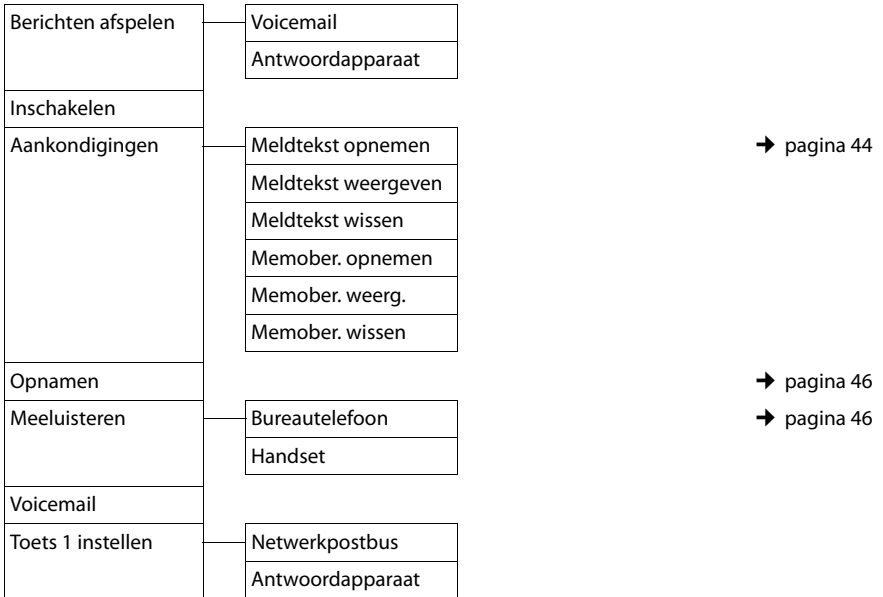 Berichten afspelen Voicemail
Antwoordapparaat
Inschakelen
Aankondigingen Meldtekst opnemen ➔ pagina 44
Meldtekst weergeven
Meldtekst wissen
Memober. opnemen
Memober. weerg.
Memober. wissen
Opnamen ➔ pagina 46
Meeluisteren Bureautelefoon ➔ pagina 46
Handset
Voicemail
Toets 1 instellen Netwerkpostbus
Antwoordapparaat